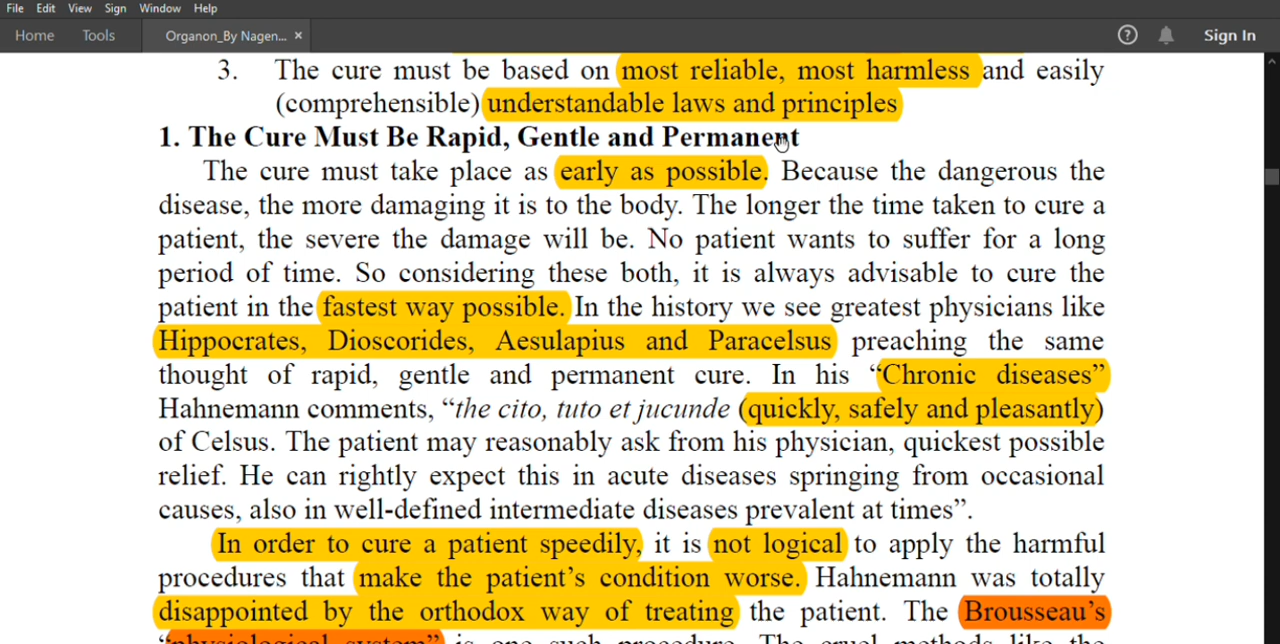 File Edit View Sign Window Help
Home Tools Organon_By Nagen... × Sign In
3. The cure must be based on most reliable, most harmless and easily
(comprehensible) understandable laws and principles
1. The Cure Must Be Rapid, Gentle and Permanent
The cure must take place as early as possible. Because the dangerous the
disease, the more damaging it is to the body. The longer the time taken to cure a
patient, the severe the damage will be. No patient wants to suffer for a long
period of time. So considering these both, it is always advisable to cure the
patient in the fastest way possible. In the history we see greatest physicians like
Hippocrates, Dioscorides, Aesulapius and Paracelsus preaching the same
thought of rapid, gentle and permanent cure. In his “Chronic diseases”
Hahnemann comments, “the cito, tuto et jucunde (quickly, safely and pleasantly)
of Celsus. The patient may reasonably ask from his physician, quickest possible
relief. He can rightly expect this in acute diseases springing from occasional
causes, also in well-defined intermediate diseases prevalent at times”.
In order to cure a patient speedily, it is not logical to apply the harmful
procedures that make the patient’s condition worse. Hahnemann was totally
disappointed by the orthodox way of treating the patient. The Brousseau’s
“physiological system” is one such procedure. The cruel methods like the